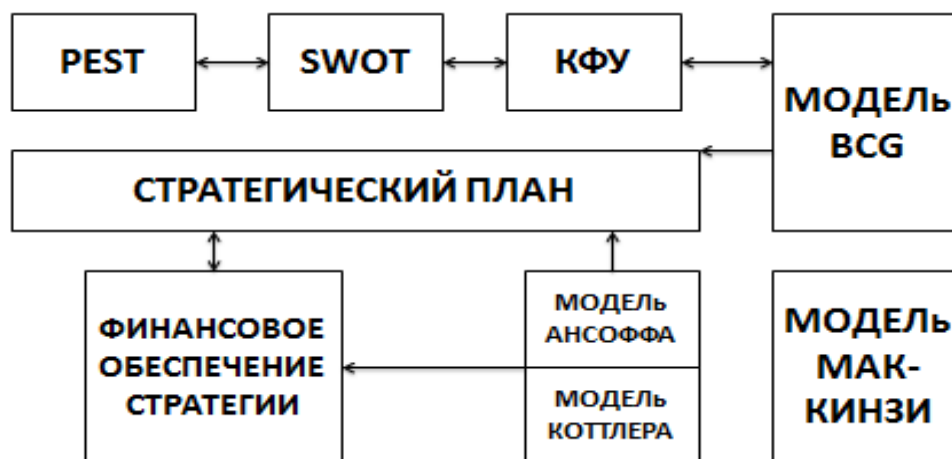 PEST
SWOT
КФУ
МОДЕЛЬ
BCG
СТРАТЕГИЧЕСКИЙ ПЛАН
ФИНАНСОВОЕ
ОБЕСПЕЧЕНИЕ
СТРАТЕГИИ
МОДЕЛЬ
АНСОФФА
МОДЕЛЬ
КОТТЛЕРА
МОДЕЛЬ
МАК-
КИНЗИ